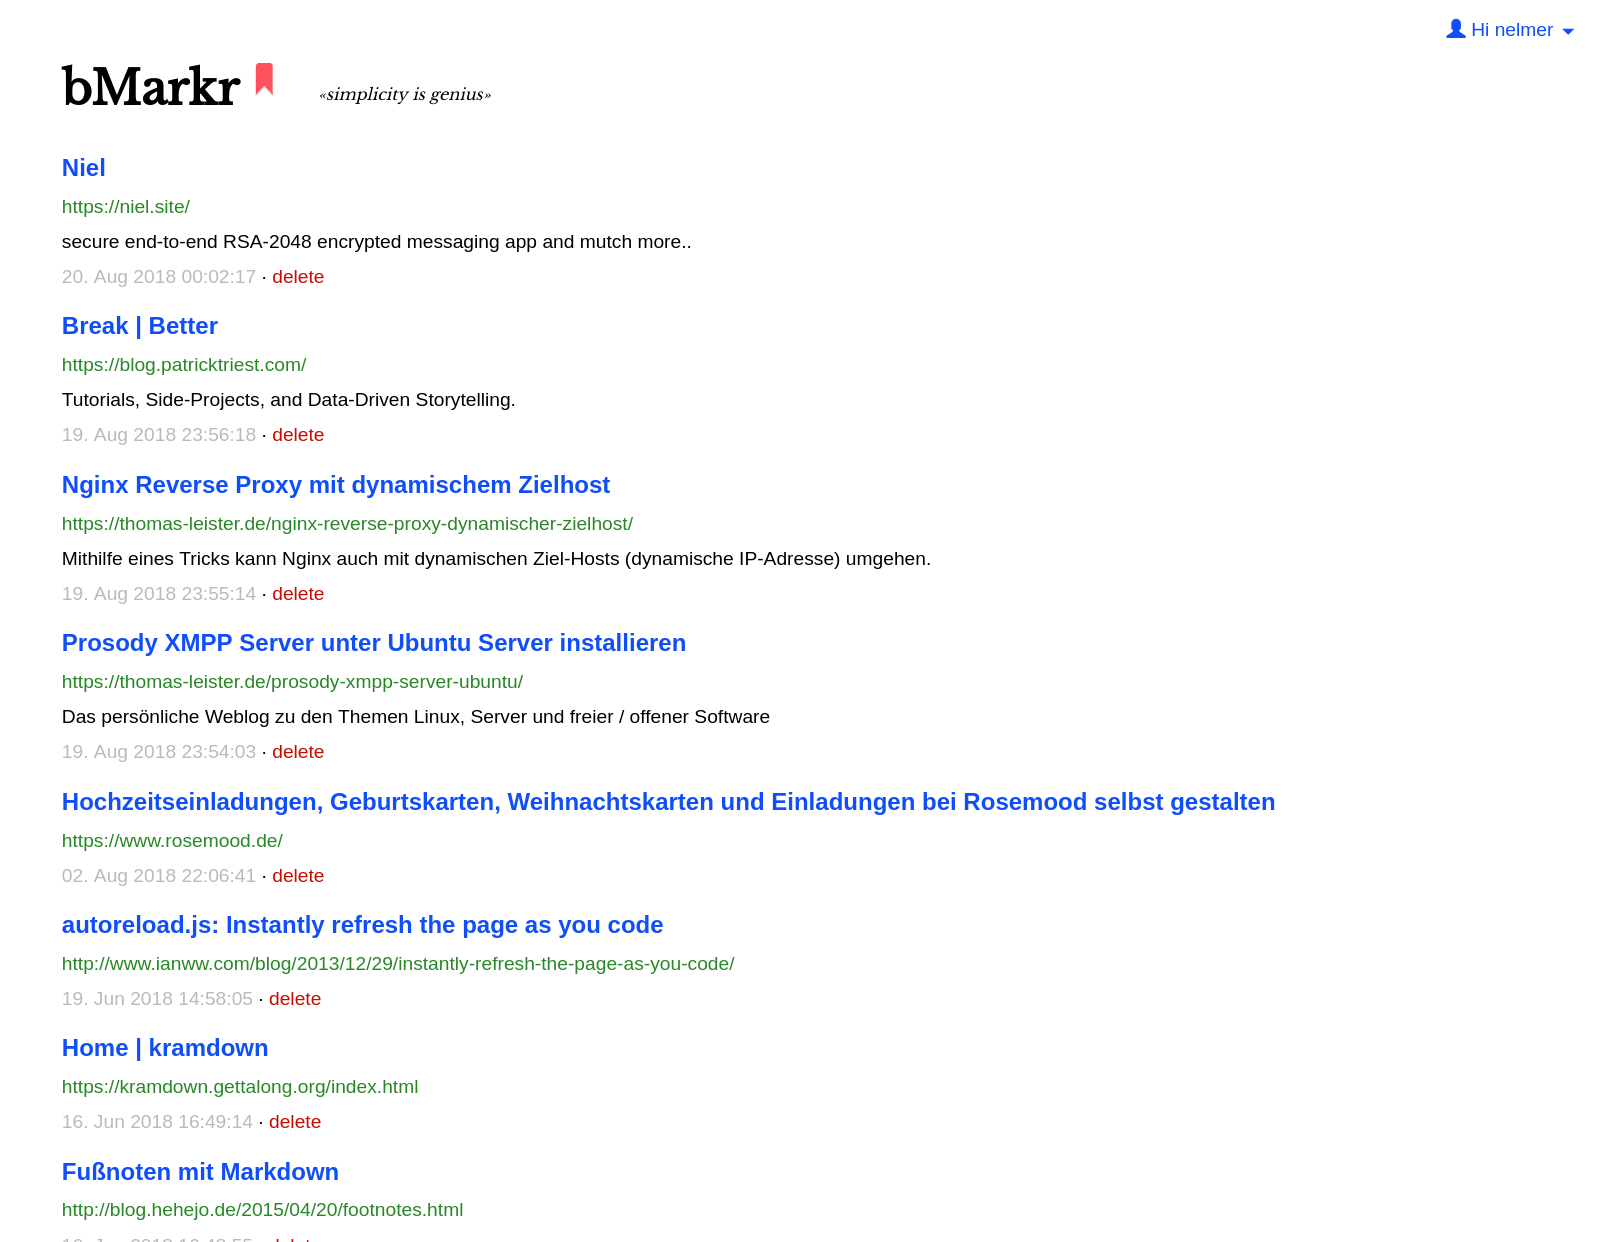 Hi nelmer
bMarkr
«simplicity is genius»
Niel
https://niel.site/
secure end-to-end RSA-2048 encrypted messaging app and mutch more..
20. Aug 2018 00:02:17 · delete
Break | Better
https://blog.patricktriest.com/
Tutorials, Side-Projects, and Data-Driven Storytelling.
19. Aug 2018 23:56:18 · delete
Nginx Reverse Proxy mit dynamischem Zielhost
https://thomas-leister.de/nginx-reverse-proxy-dynamischer-zielhost/
Mithilfe eines Tricks kann Nginx auch mit dynamischen Ziel-Hosts (dynamische IP-Adresse) umgehen.
19. Aug 2018 23:55:14 · delete
Prosody XMPP Server unter Ubuntu Server installieren
https://thomas-leister.de/prosody-xmpp-server-ubuntu/
Das persönliche Weblog zu den Themen Linux, Server und freier / offener Software
19. Aug 2018 23:54:03 · delete
Hochzeitseinladungen, Geburtskarten, Weihnachtskarten und Einladungen bei Rosemood selbst gestalten
https://www.rosemood.de/
02. Aug 2018 22:06:41 · delete
autoreload.js: Instantly refresh the page as you code
http://www.ianww.com/blog/2013/12/29/instantly-refresh-the-page-as-you-code/
19. Jun 2018 14:58:05 · delete
Home | kramdown
https://kramdown.gettalong.org/index.html
16. Jun 2018 16:49:14 · delete
Fußnoten mit Markdown
http://blog.hehejo.de/2015/04/20/footnotes.html